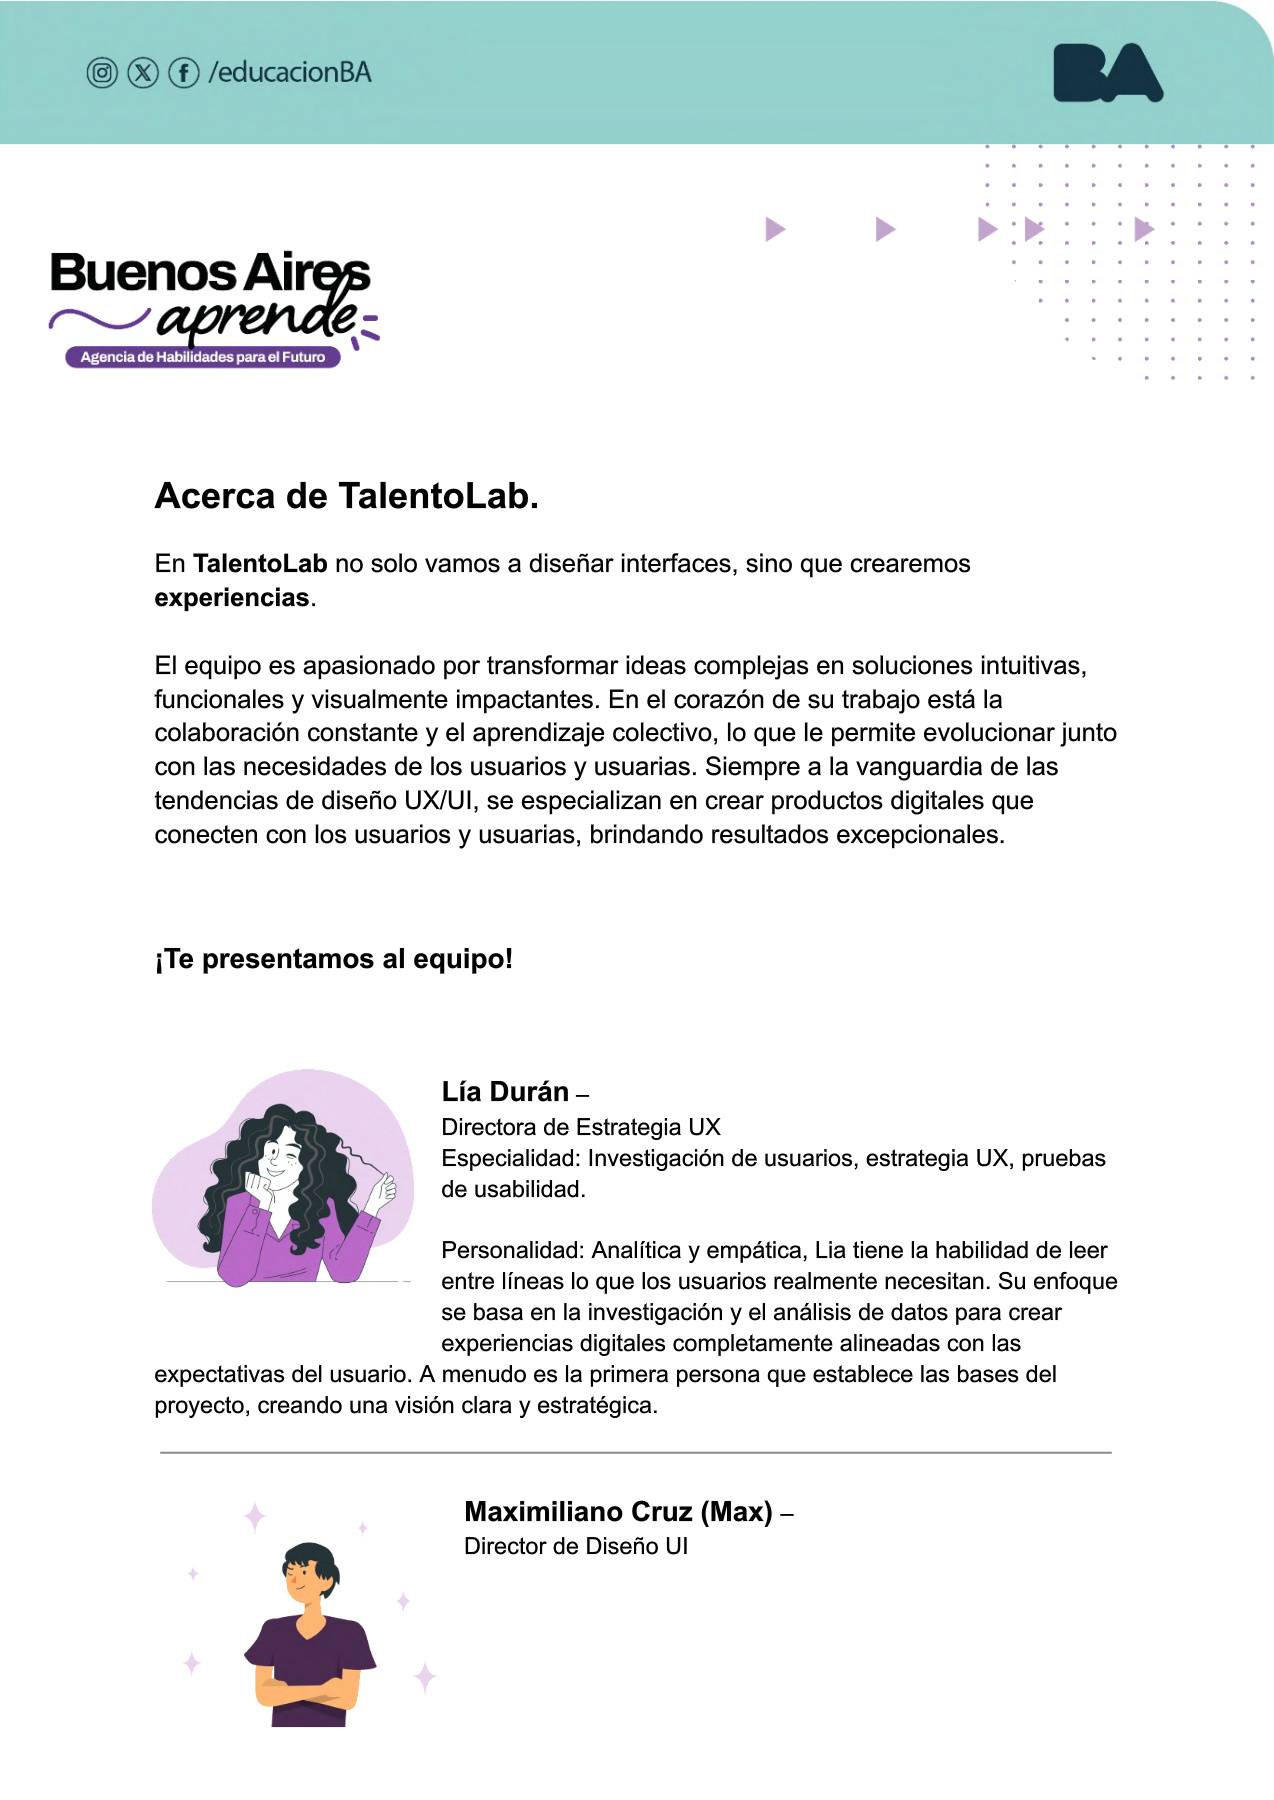 /educacionBA
BA
Buenos Aires
aprende
Agencia de Habilidades para el Futuro
Acerca de TalentoLab.
En TalentoLab no solo vamos a diseñar interfaces, sino que crearemos
experiencias.
El equipo es apasionado por transformar ideas complejas en soluciones intuitivas,
funcionales y visualmente impactantes. En el corazón de su trabajo está la
colaboración constante y el aprendizaje colectivo, lo que le permite evolucionar junto
con las necesidades de los usuarios y usuarias. Siempre a la vanguardia de las
tendencias de diseño UX/UI, se especializan en crear productos digitales que
conecten con los usuarios y usuarias, brindando resultados excepcionales.
¡Te presentamos al equipo!
Lía Durán –
Directora de Estrategia UX
Especialidad: Investigación de usuarios, estrategia UX, pruebas
de usabilidad.
Personalidad: Analítica y empática, Lia tiene la habilidad de leer
entre líneas lo que los usuarios realmente necesitan. Su enfoque
se basa en la investigación y el análisis de datos para crear
experiencias digitales completamente alineadas con las
expectativas del usuario. A menudo es la primera persona que establece las bases del
proyecto, creando una visión clara y estratégica.
Maximiliano Cruz (Max) –
Director de Diseño UI